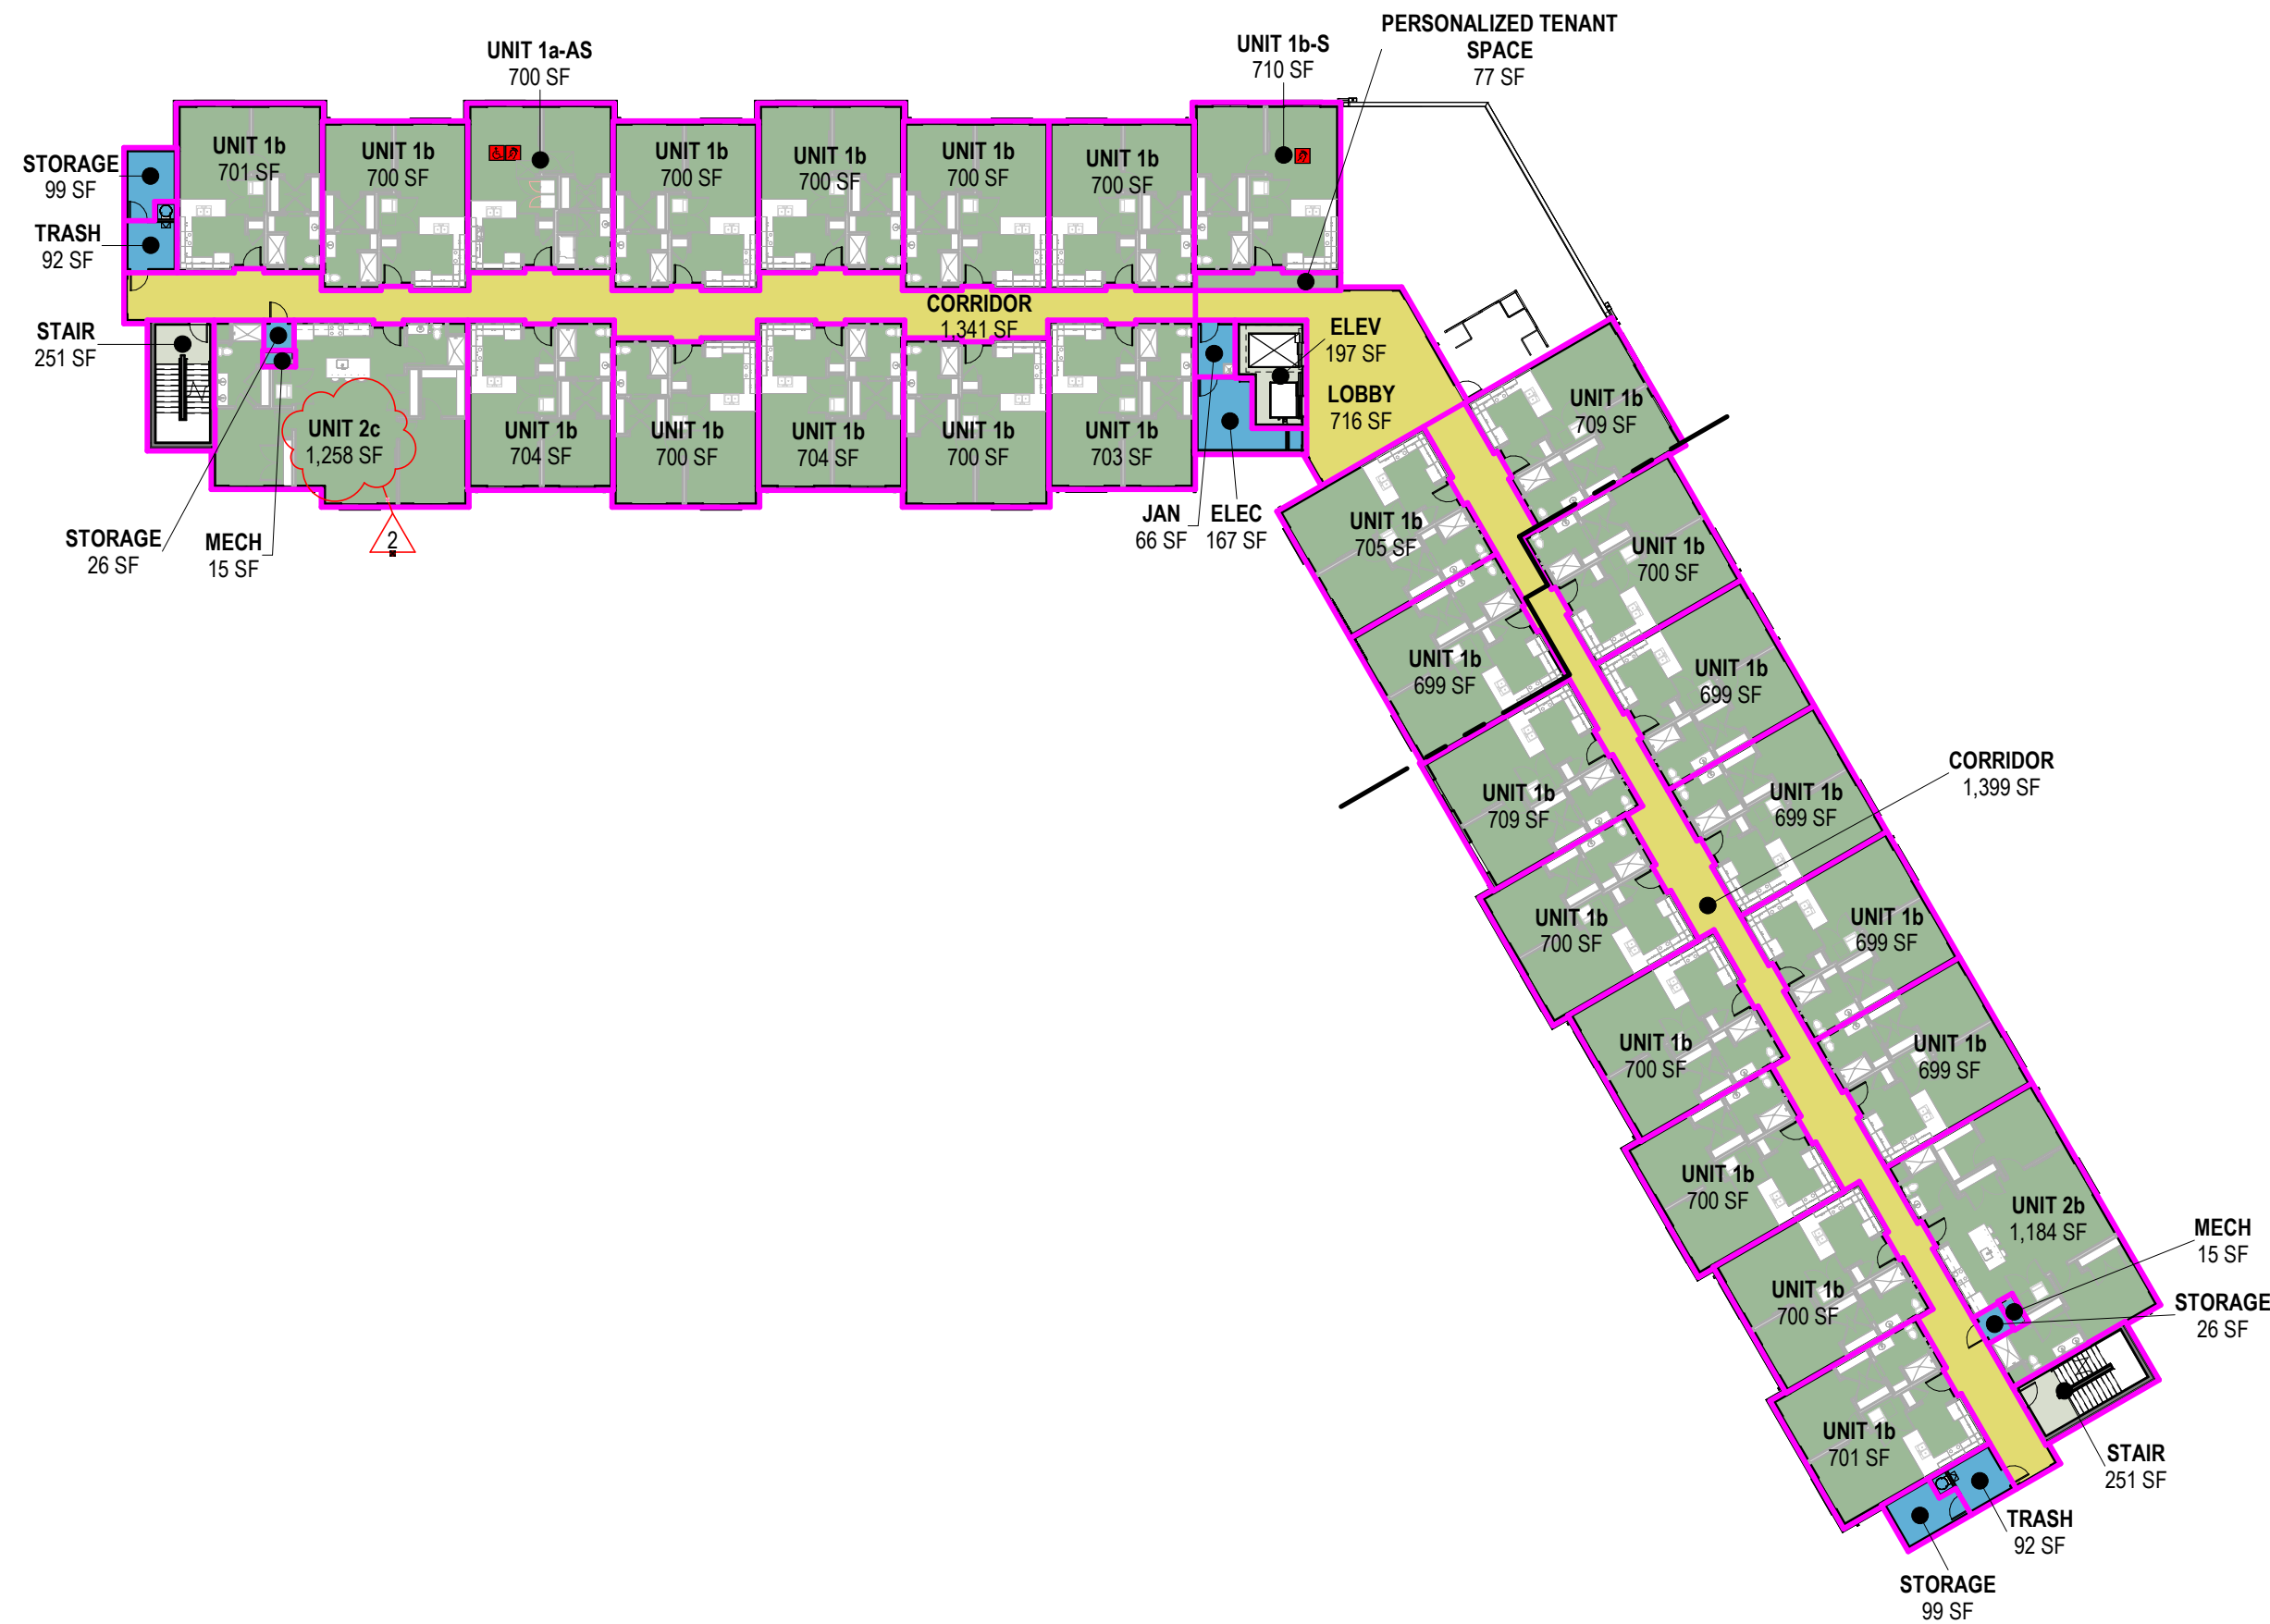 PERSONALIZED TENANT
SPACE
77 SF
UNIT 1a-AS
700 SF
UNIT 1b-S
710 SF
UNIT 1b
701 SF
UNIT 1b
700 SF
UNIT 1b
700 SF
UNIT 1b
700 SF
UNIT 1b
700 SF
UNIT 1b
700 SF
STORAGE
99 SF
TRASH
92 SF
CORRIDOR
1,341 SF
STAIR
251 SF
ELEV
197 SF
LOBBY
716 SF
UNIT 2c
1,258 SF
UNIT 1b
704 SF
UNIT 1b
700 SF
UNIT 1b
704 SF
UNIT 1b
700 SF
UNIT 1b
703 SF
STORAGE
26 SF
MECH
15 SF
2
JAN
66 SF
ELEC
167 SF
UNIT 1b
709 SF
UNIT 1b
705 SF
UNIT 1b
700 SF
UNIT 1b
699 SF
UNIT 1b
699 SF
UNIT 1b
709 SF
UNIT 1b
699 SF
CORRIDOR
1,399 SF
UNIT 1b
700 SF
UNIT 1b
699 SF
UNIT 1b
700 SF
UNIT 1b
699 SF
UNIT 1b
700 SF
UNIT 2b
1,184 SF
MECH
15 SF
UNIT 1b
700 SF
STORAGE
26 SF
UNIT 1b
701 SF
STAIR
251 SF
TRASH
92 SF
STORAGE
99 SF